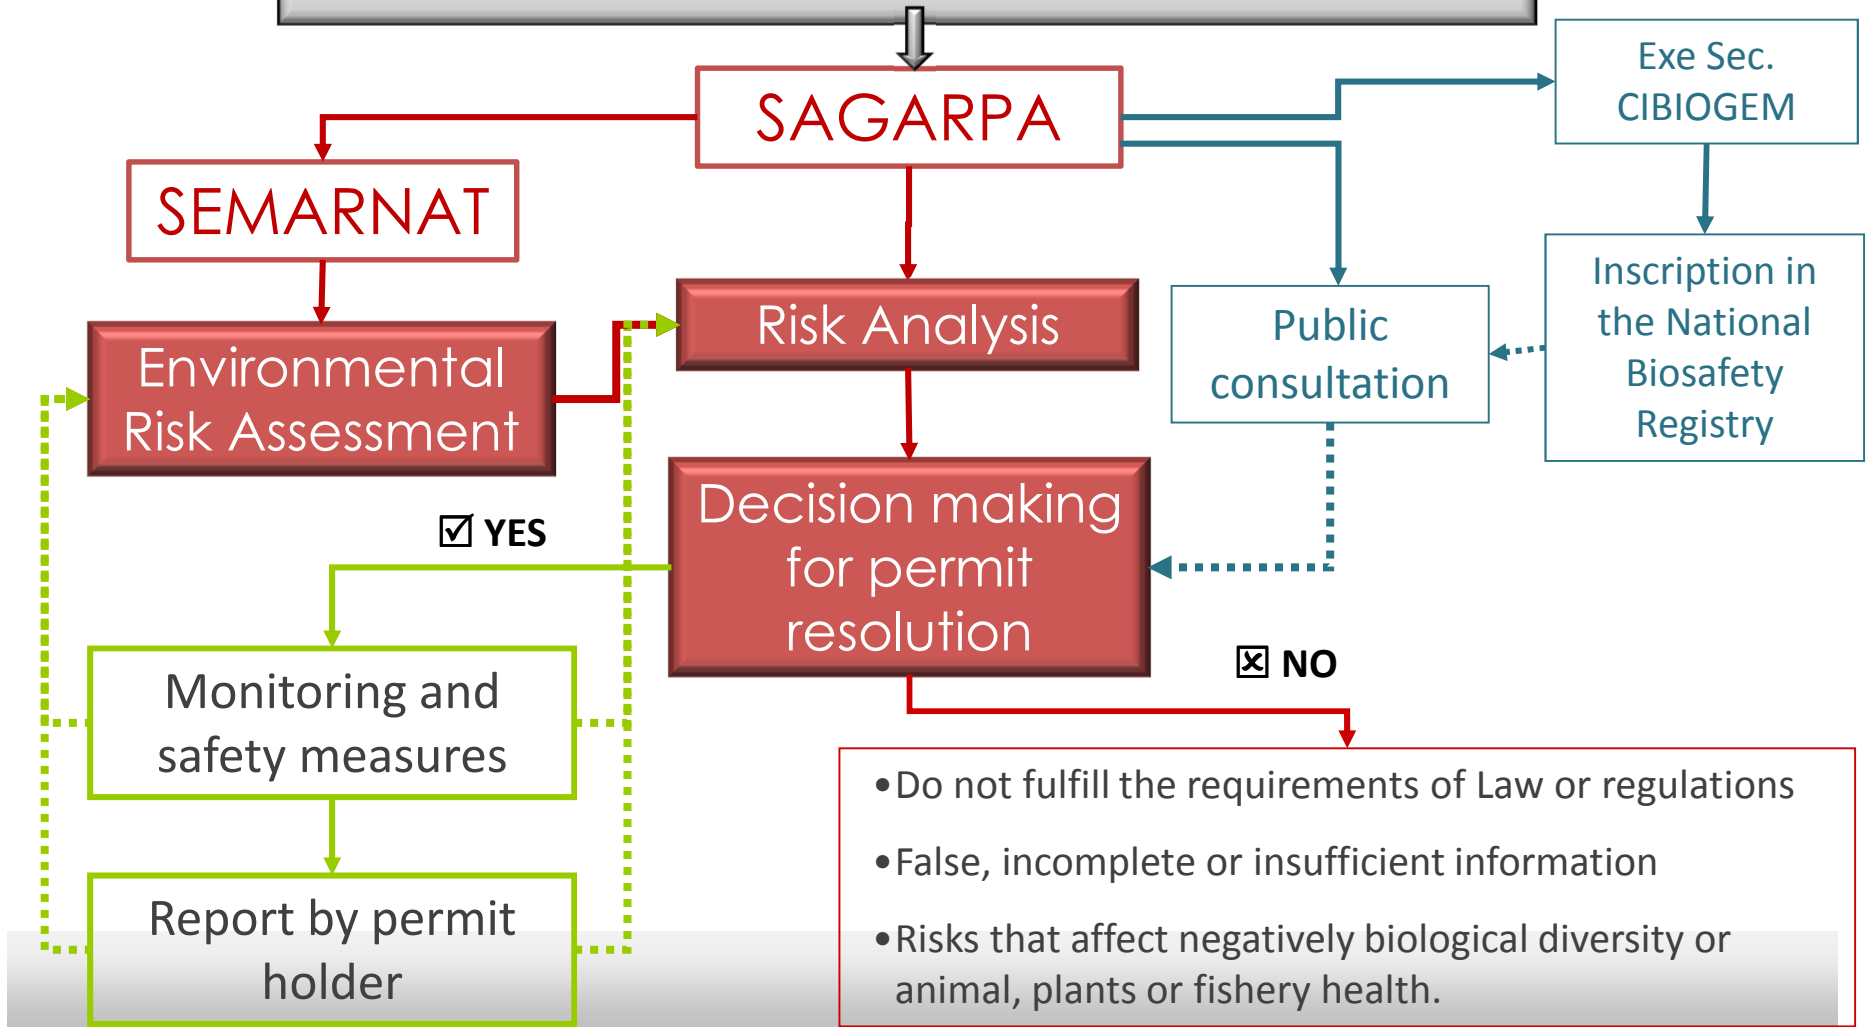 Exe Sec.
CIBIOGEM
SAGARPA
SEMARNAT
Inscription in
the National
Biosafety
Registry
Risk Analysis
Public
consultation
Environmental
Risk Assessment
Decision making
for permit
resolution
☑ YES
☒ NO
Monitoring and
safety measures
•Do not fulfill the requirements of Law or regulations
•False, incomplete or insufficient information
Report by permit
holder
•Risks that affect negatively biological diversity or
animal, plants or fishery health.